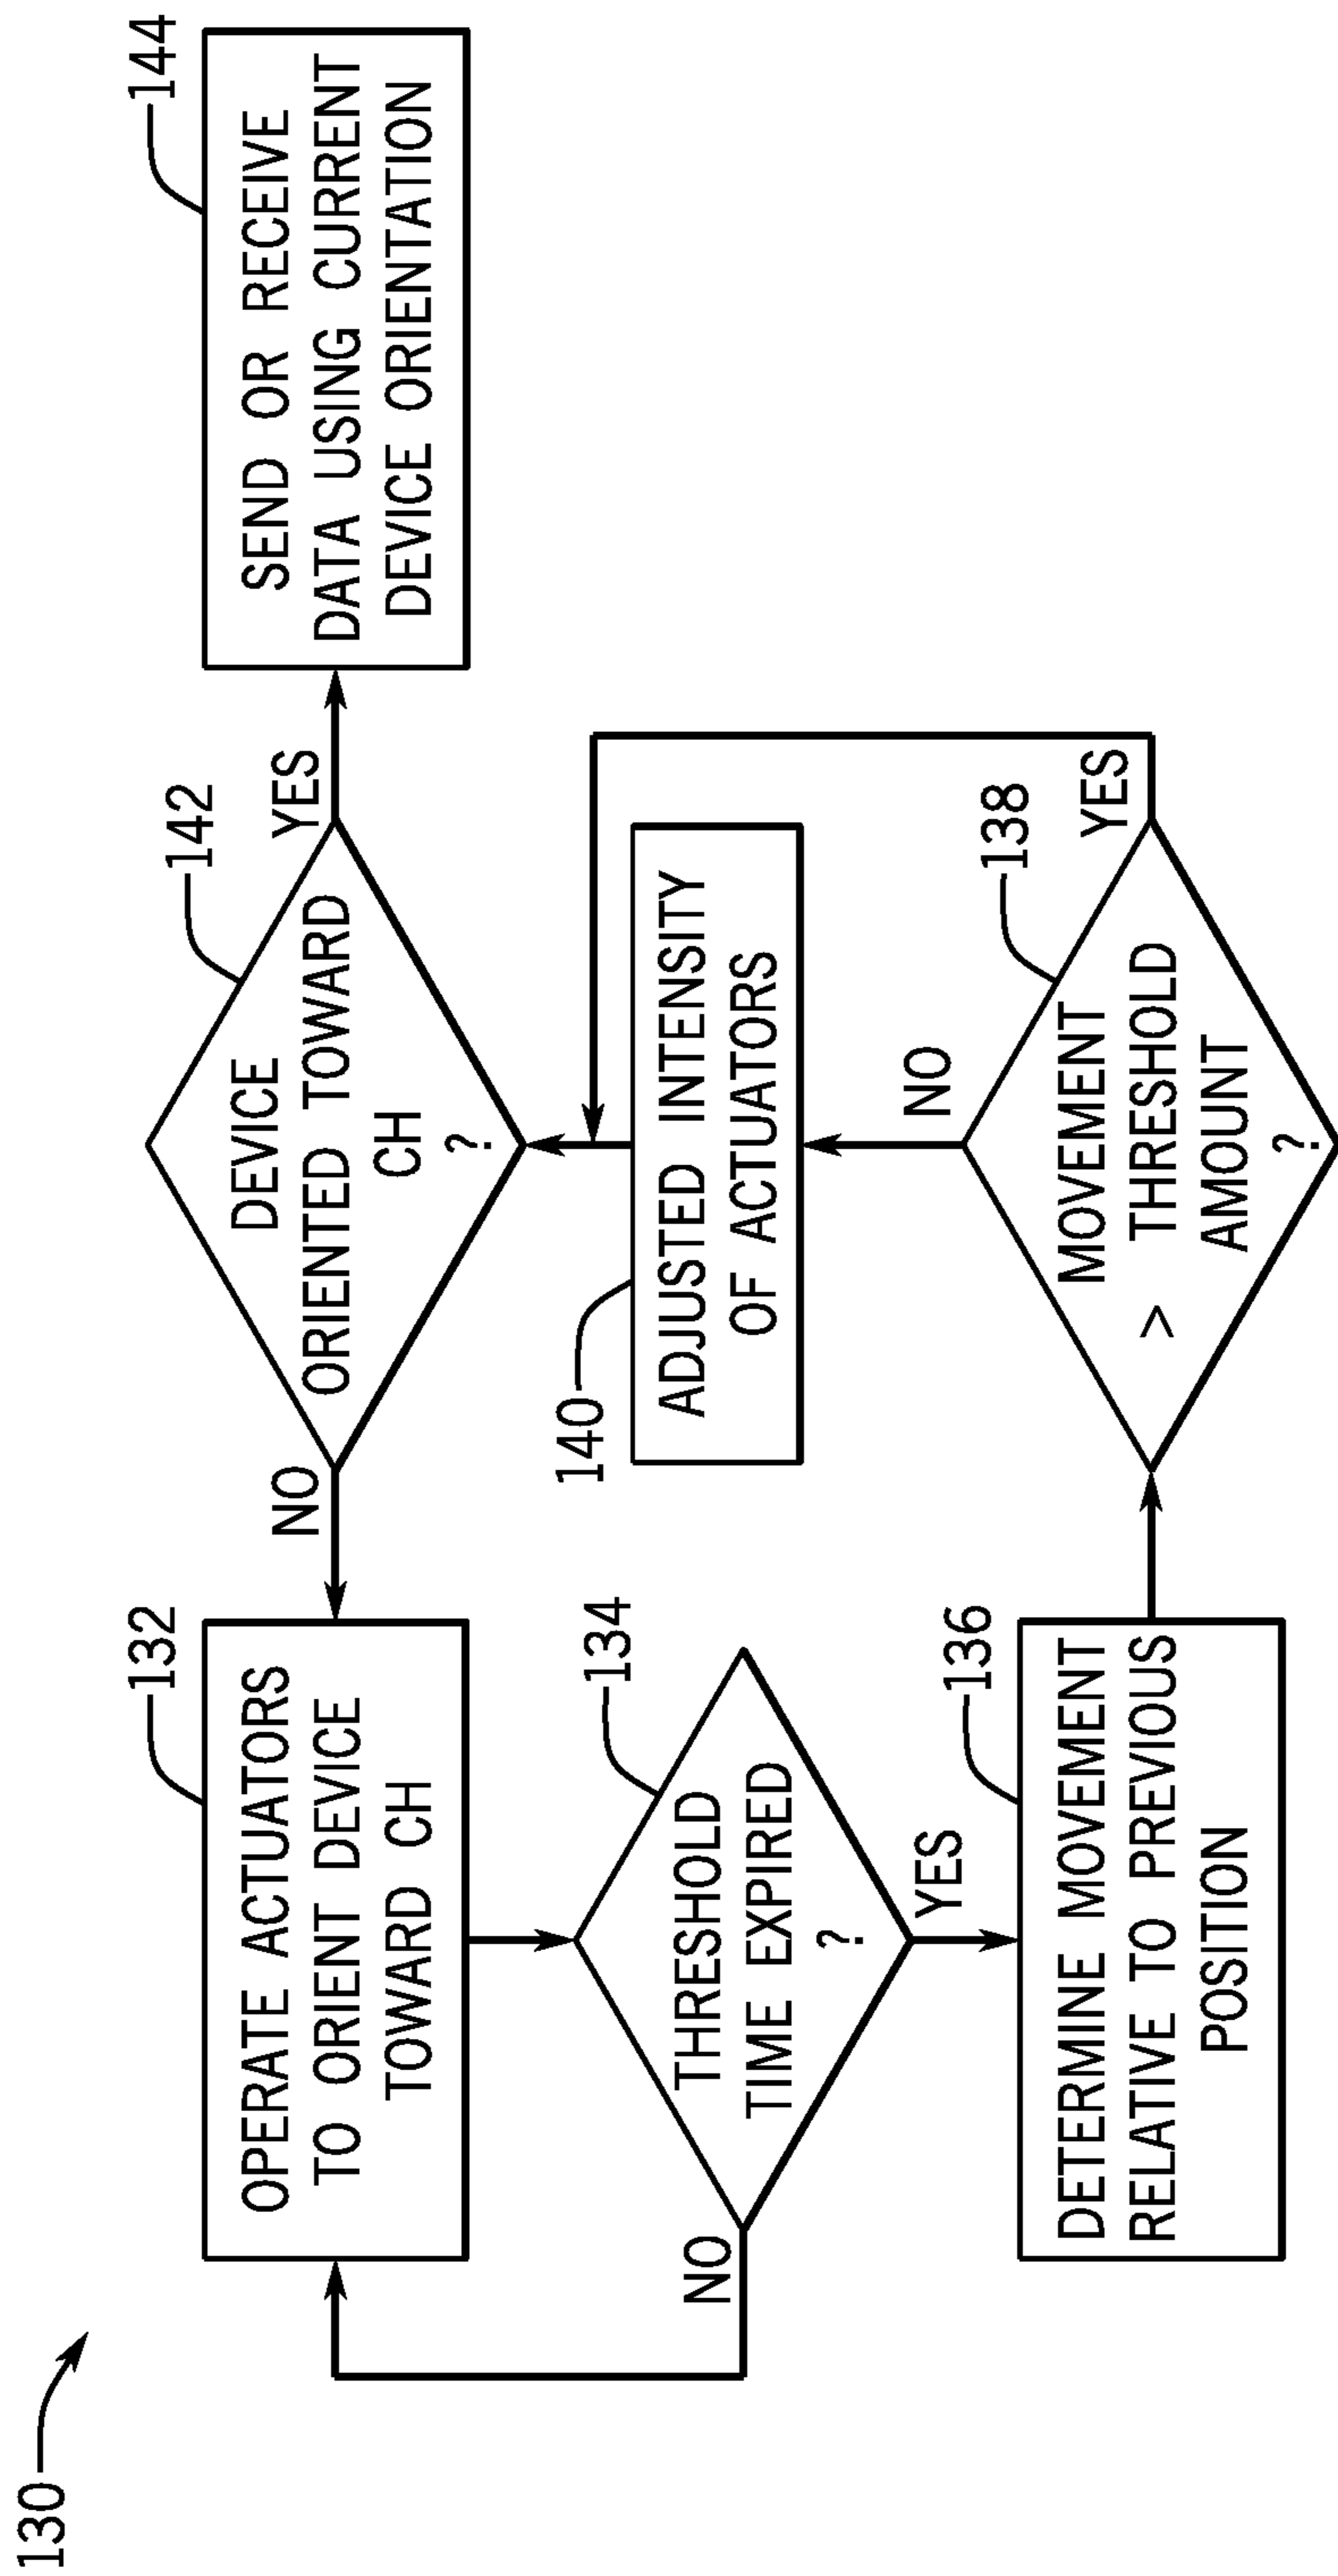 130
132
OPERATE ACTUATORS
TO ORIENT DEVICE
TOWARD CH
134
THRESHOLD
TIME EXPIRED
?
NO
YES
136
DETERMINE MOVEMENT
RELATIVE TO PREVIOUS
POSITION
138
MOVEMENT
> THRESHOLD
AMOUNT
?
NO
YES
140
ADJUSTED INTENSITY
OF ACTUATORS
142
DEVICE
ORIENTED TOWARD
CH
?
NO
YES
144
SEND OR RECEIVE
DATA USING CURRENT
DEVICE ORIENTATION